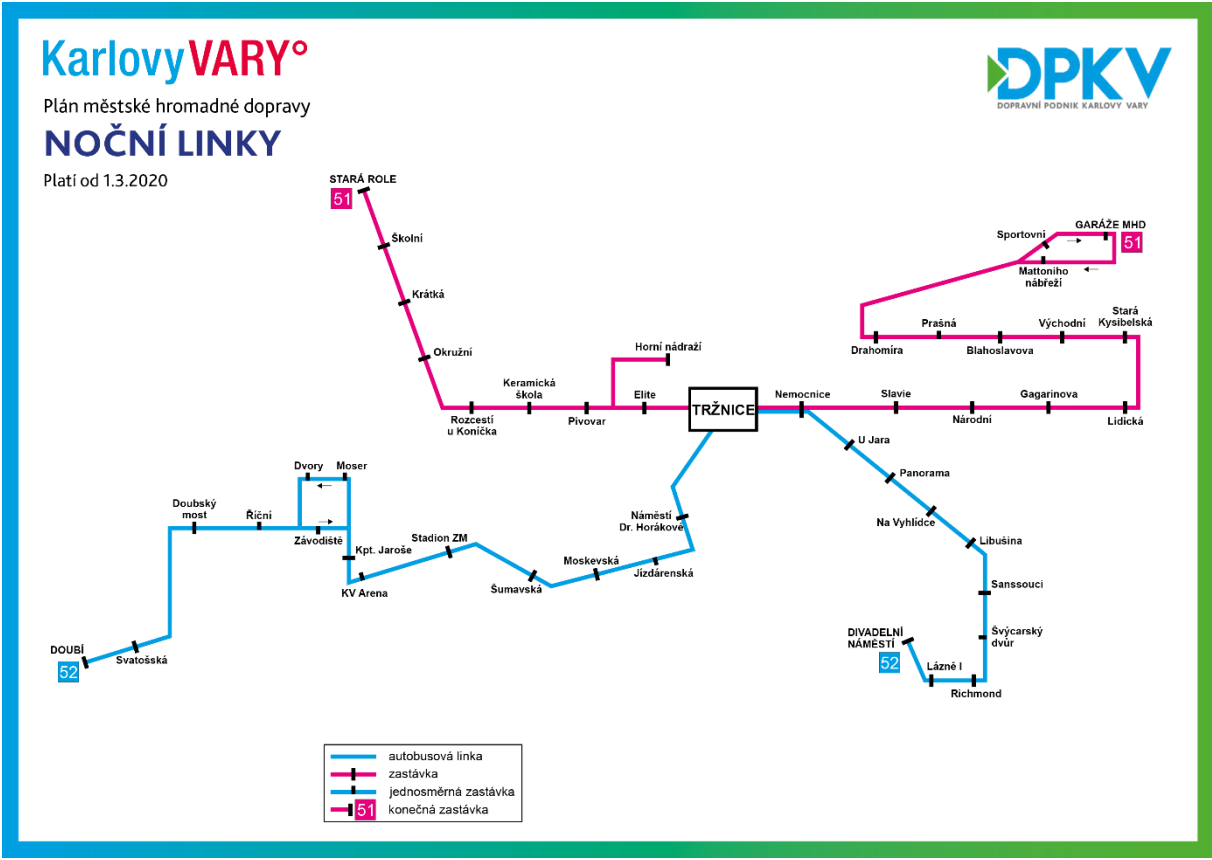 KarlovyVARY°
DPKV
DOPRAVNÍ PODNIK KARLOVY VARY
Plán městské hromadné dopravy
NOČNÍ LINKY
Platí od 1.3.2020
STARÁ ROLE
51
Školní
Krátká
Okružní
Rozcestí
u Koníčka
Keramická
škola
Pivovar
Horní nádraží
Elite
TRŽNICE
Nemocnice
Slavie
Národní
Gagarinova
Lidická
Stará
Kysibelská
Východní
Blahoslavova
Prašná
Drahomíra
Sportovní
GARÁŽE MHD
51
Mattoniho
nábřeží
U Jara
Panorama
Na Vyhlídce
Libušina
Sanssouci
Švýcarský
dvůr
Richmond
Lázně I
DIVADELNÍ
NÁMĚSTÍ
52
Náměstí
Dr. Horákové
Jízdárenská
Moskevská
Šumavská
Stadion ZM
KV Arena
Kpt. Jaroše
Moser
Dvory
Závodiště
Říční
Doubský
most
Svatošská
DOUBÍ
52
autobusová linka
zastávka
jednosměrná zastávka
51 konečná zastávka